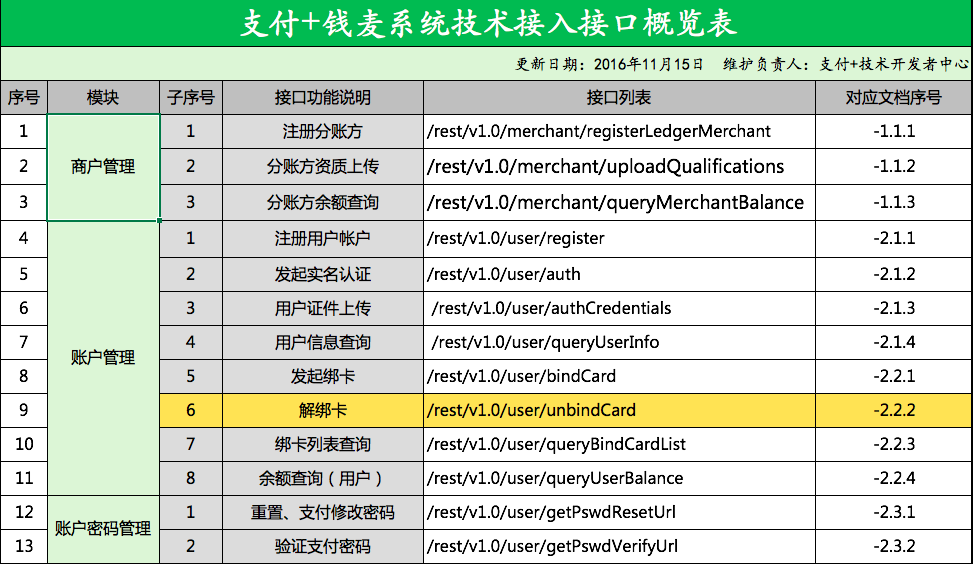 支付+钱麦系统技术接入接口概览表
更新日期：2016年11月15日 维护负责人：支付+技术开发者中心
序号 模块 子序号 接口功能说明 接口列表 对应文档序号
1 商户管理 1 注册分账方 /rest/v1.0/merchant/registerLedgerMerchant -1.1.1
2 2 分账方资质上传 /rest/v1.0/merchant/uploadQualifications -1.1.2
3 3 分账方余额查询 /rest/v1.0/merchant/queryMerchantBalance -1.1.3
4 账户管理 1 注册用户帐户 /rest/v1.0/user/register -2.1.1
5 2 发起实名认证 /rest/v1.0/user/auth -2.1.2
6 3 用户证件上传 /rest/v1.0/user/authCredentials -2.1.3
7 4 用户信息查询 /rest/v1.0/user/queryUserInfo -2.1.4
8 5 发起绑卡 /rest/v1.0/user/bindCard -2.2.1
9 6 解绑卡 /rest/v1.0/user/unbindCard -2.2.2
10 7 绑卡列表查询 /rest/v1.0/user/queryBindCardList -2.2.3
11 8 余额查询（用户） /rest/v1.0/user/queryUserBalance -2.2.4
12 账户密码管理 1 重置、支付修改密码 /rest/v1.0/user/getPswdResetUrl -2.3.1
13 2 验证支付密码 /rest/v1.0/user/getPswdVerifyUrl -2.3.2